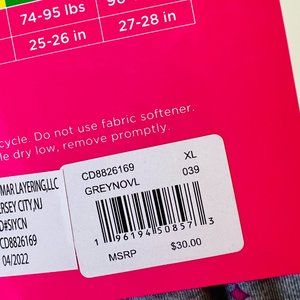 74-95 lbs
25-26 in
27-28 in
cycle. Do not use fabric softener.
dry low, remove promptly.
CD8826169 XL
GREYNOVL 039
1 96194 50857 3
MSRP $30.00
MAR LAYERING,LLC
ERSEY CITY,NJ
D#SIYCN
CD8826169
04/2022